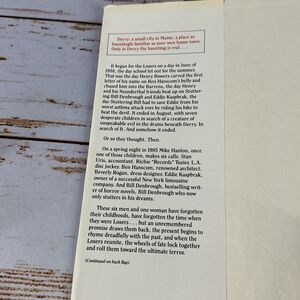 Derry: a small city in Maine, a place as
hauntingly familiar as your own home town.
Only in Derry the haunting is real . . .
It began for the Losers on a day in June of
1958, the day school let out for the summer.
That was the day Henry Bowers carved the first
letter of his name on Ben Hanscom's belly and
chased him into the Barrens, the day Henry
and his Neanderthal friends beat up on Stutter-
ing Bill Denbrough and Eddie Kaspbrak, the
day Stuttering Bill had to save Eddie from his
worst asthma attack ever by riding his bike to
beat the devil. It ended in August, with seven
desperate children in search of a creature of
unspeakable evil in the drains beneath Derry. In
search of It. And somehow it ended.
Or so they thought. Then.
On a spring night in 1985 Mike Hanlon, once
one of those children, makes six calls. Stan
Uris, accountant. Richie "Records" Tozier, L.A.
disc jockey. Ben Hanscom, renowned architect.
Beverly Rogan, dress designer. Eddie Kaspbrak,
owner of a successful New York limousine
company. And Bill Denbrough, bestselling writ-
er of horror novels, Bill Denbrough who now
only stutters in his dreams.
These six men and one woman have forgotten
their childhoods, have forgotten the time when
they were Losers . . . but an unremembered
promise draws them back, the present begins to
rhyme dreadfully with the past, and when the
Losers reunite, the wheels of fate lock together
and roll them toward the ultimate terror.
(Continued on back flap)